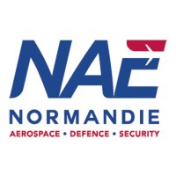 NAE
NORMANDIE
AEROSPACE • DEFENCE • SECURITY